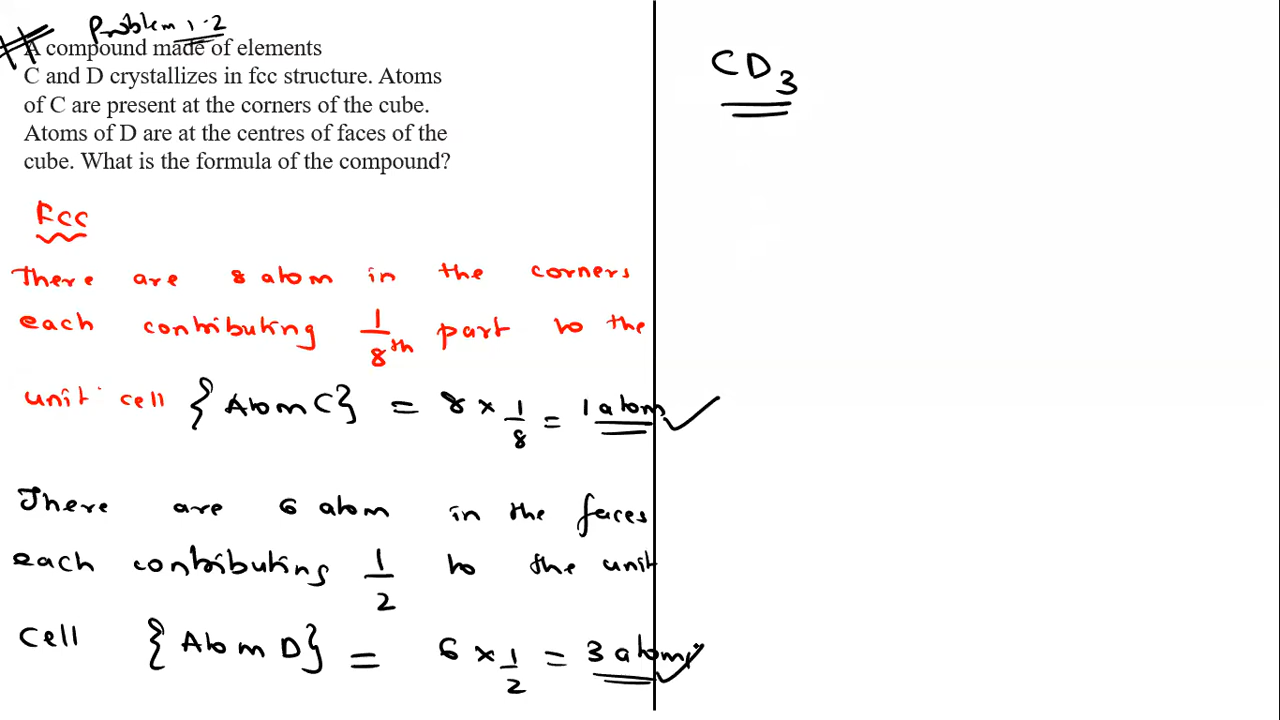 Problem 1.2
A compound made of elements
C and D crystallizes in fcc structure. Atoms
of C are present at the corners of the cube.
Atoms of D are at the centres of faces of the
cube. What is the formula of the compound?
Fcc
There are 8 atom in the corners
each contributing 1/8 th part to the
unit cell {Atom C} = 8 × 1/8 = 1 atom
There are 6 atom in the faces
each contributing 1/2 to the unit
cell {Atom D} = 6 × 1/2 = 3 atoms
CD3